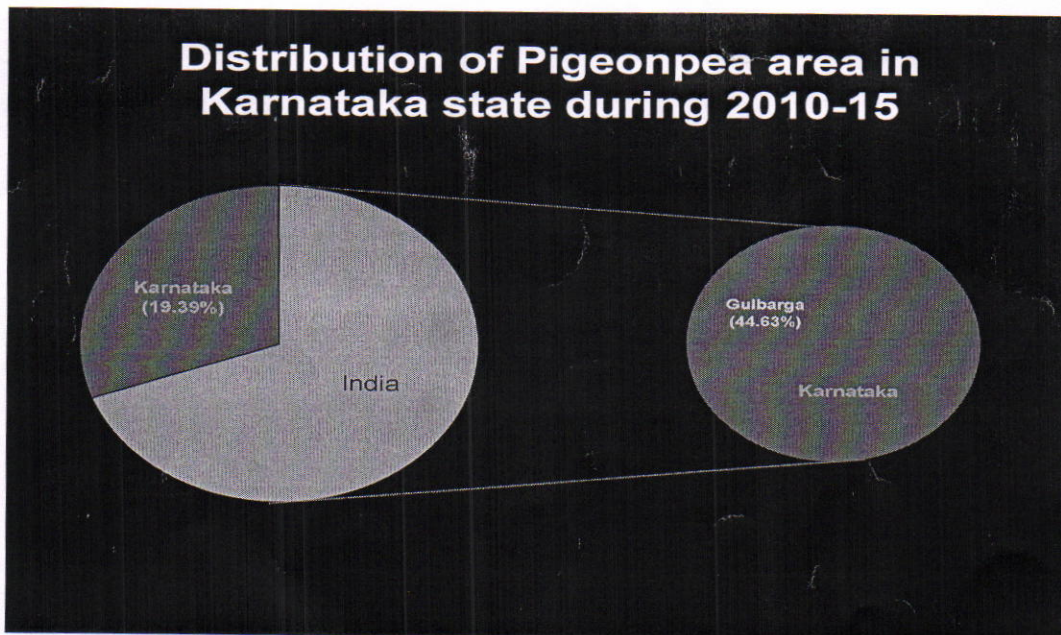 Distribution of Pigeonpea area in
Karnataka state during 2010-15
Karnataka
(19.39%)
India
Gulbarga
(44.63%)
Karnataka